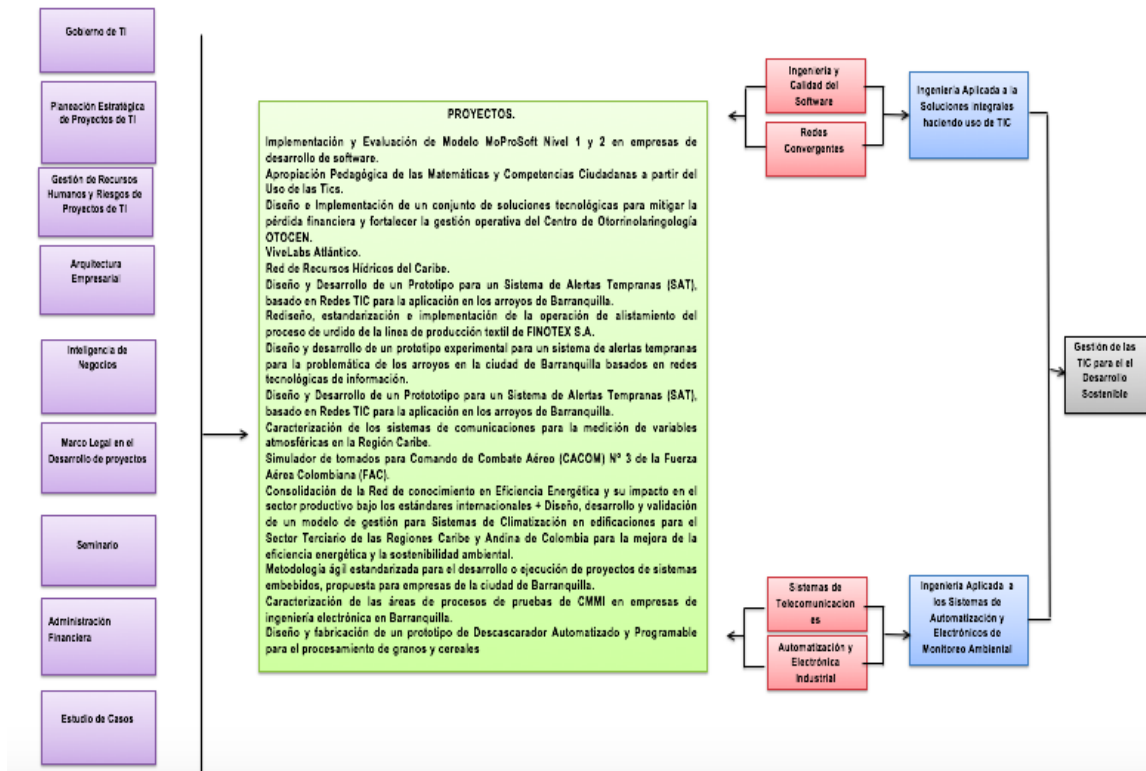 Gobierno de TI
Planeación Estratégica
de Proyectos de TI
Gestión de Recursos
Humanos y Riesgos de
Proyectos de TI
Arquitectura
Empresarial
Inteligencia de
Negocios
Marco Legal en el
Desarrollo de proyectos
Seminario
Administración
Financiera
Estudio de Casos
PROYECTOS.
Implementación y Evaluación de Modelo MoProSoft Nivel 1 y 2 en empresas de
desarrollo de software.
Apropiación Pedagógica de las Matemáticas y Competencias Ciudadanas a partir del
Uso de las Tics.
Diseño e Implementación de un conjunto de soluciones tecnológicas para mitigar la
pérdida financiera y fortalecer la gestión operativa del Centro de Otorrinolaringología
OTOCEN.
ViveLabs Atlántico.
Red de Recursos Hídricos del Caribe.
Diseño y Desarrollo de un Prototipo para un Sistema de Alertas Tempranas (SAT),
basado en Redes TIC para la aplicación en los arroyos de Barranquilla.
Rediseño, estandarización e implementación de la operación de alistamiento del
proceso de urdido de la línea de producción textil de FINOTEX S.A.
Diseño y desarrollo de un prototipo experimental para un sistema de alertas tempranas
para la problemática de los arroyos en la ciudad de Barranquilla basados en redes
tecnológicas de información.
Diseño y Desarrollo de un Protototipo para un Sistema de Alertas Tempranas (SAT),
basado en Redes TIC para la aplicación en los arroyos de Barranquilla.
Caracterización de los sistemas de comunicaciones para la medición de variables
atmosféricas en la Región Caribe.
Simulador de tomados para Comando de Combate Aéreo (CACOM) Nº 3 de la Fuerza
Aérea Colombiana (FAC).
Consolidación de la Red de conocimiento en Eficiencia Energética y su impacto en el
sector productivo bajo los estándares internacionales + Diseño, desarrollo y validación
de un modelo de gestión para Sistemas de Climatización en edificaciones para el
Sector Terciario de las Regiones Caribe y Andina de Colombia para la mejora de la
eficiencia energética y la sostenibilidad ambiental.
Metodología ágil estandarizada para el desarrollo o ejecución de proyectos de sistemas
embebidos, propuesta para empresas de la ciudad de Barranquilla.
Caracterización de las áreas de procesos de pruebas de CMMI en empresas de
ingeniería electrónica en Barranquilla.
Diseño y fabricación de un prototipo de Descascarador Automatizado y Programable
para el procesamiento de granos y cereales
Ingeniería y
Calidad del
Software
Redes
Convergentes
Ingeniería Aplicada a la
Soluciones integrales
haciendo uso de TIC
Sistemas de
Telecomunicacion
es
Automatización y
Electrónica
Industrial
Ingeniería Aplicada a
los Sistemas de
Automatización y
Electrónicos de
Monitoreo Ambiental
Gestión de las
TIC para el el
Desarrollo
Sostenible